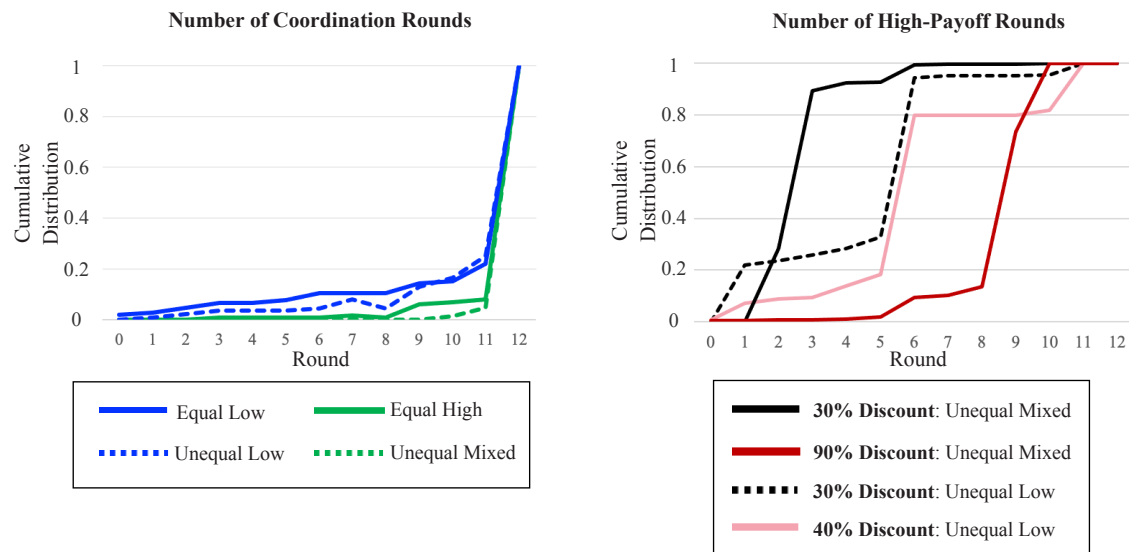 Number of Coordination Rounds
1
0.8
0.6
0.4
0.2
0
Cumulative
Distribution
0 1 2 3 4 5 6 7 8 9 10 11 12
Round
Equal Low
Equal High
Unequal Low
Unequal Mixed
Number of High-Payoff Rounds
1
0.8
0.6
0.4
0.2
0
Cumulative
Distribution
0 1 2 3 4 5 6 7 8 9 10 11 12
Round
30% Discount: Unequal Mixed
90% Discount: Unequal Mixed
30% Discount: Unequal Low
40% Discount: Unequal Low